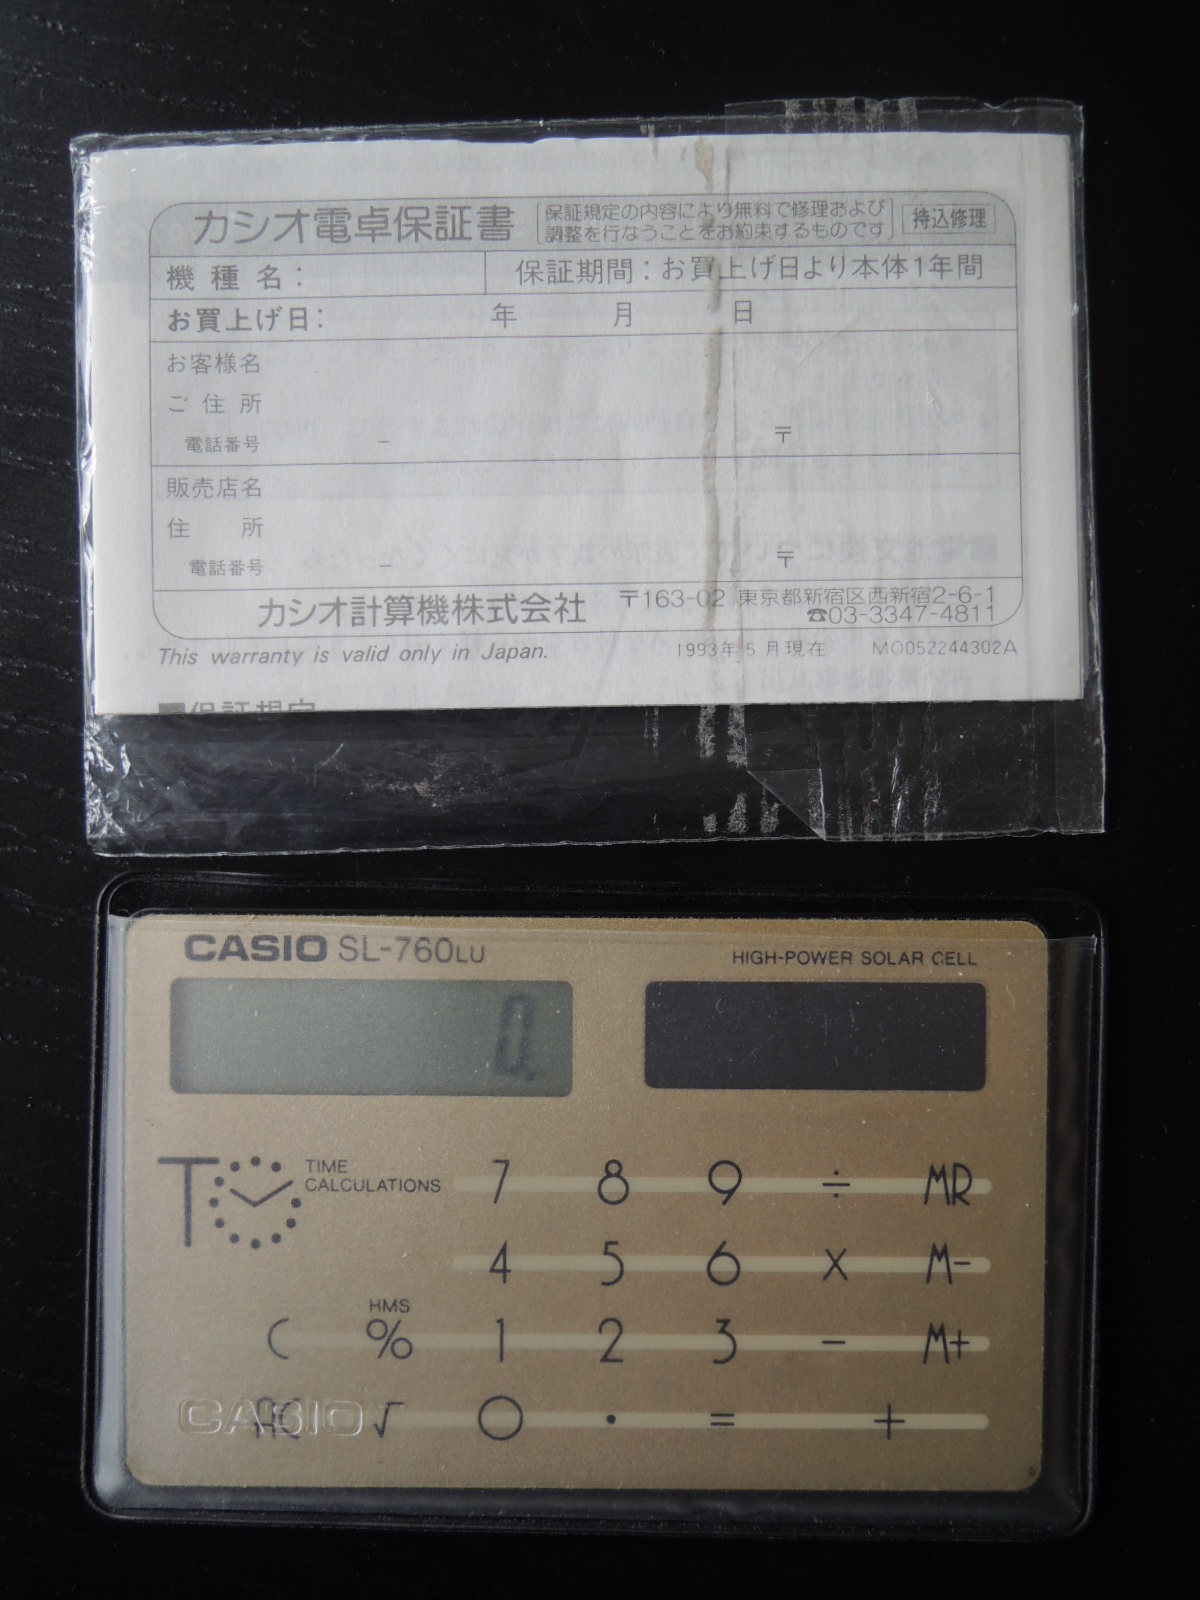 カシオ電卓保証書
保証規定の内容により無料で修理および
調整を行なうことをお約束するものです
持込修理
機種名:
保証期間:お買上げ日より本体1年間
お買上げ日: 年 月 日
お客様名
ご住所
電話番号 − 〒
販売店名
住 所
電話番号 − 〒
カシオ計算機株式会社
〒163-02 東京都新宿区西新宿2-6-1
☎03-3347-4811
This warranty is valid only in Japan.
1993年5月現在 MO052244302A
■保証規定
CASIO SL-760LU
HIGH-POWER SOLAR CELL
0.
TIME
CALCULATIONS
7 8 9 ÷ MR
4 5 6 × M-
HMS
C % 1 2 3 − M+
AC √ 0 · = +
CASIO